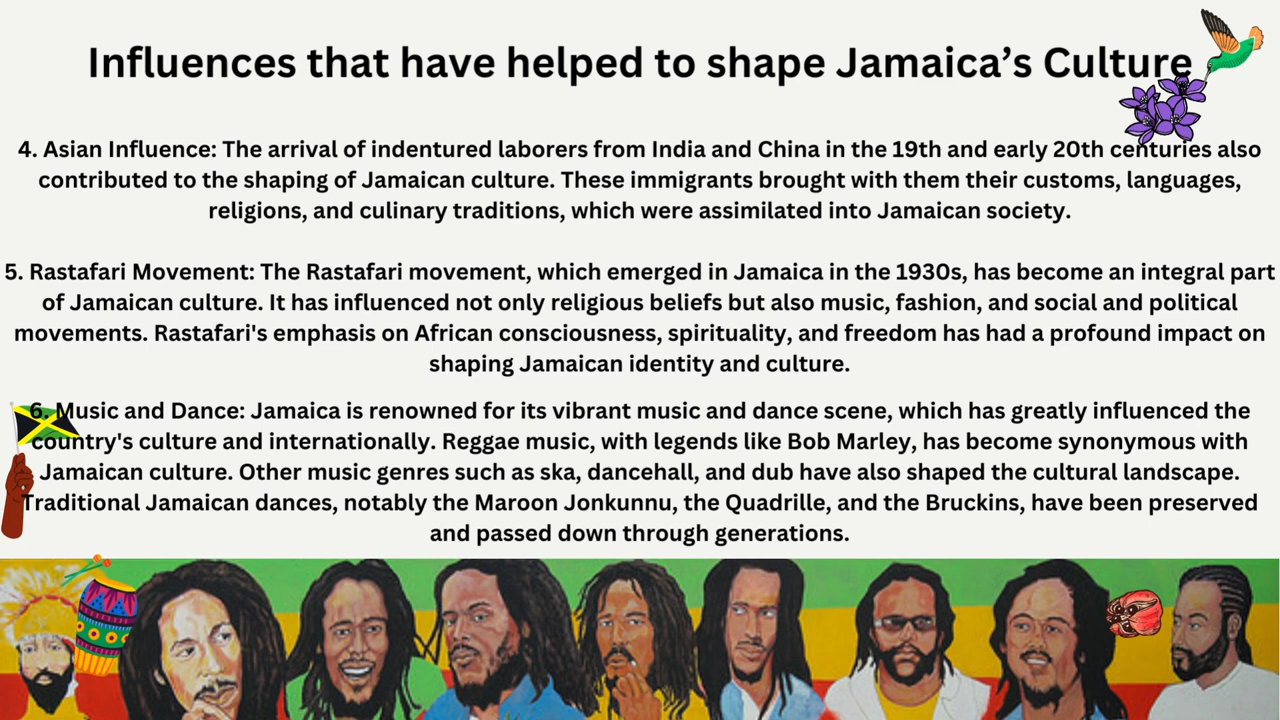 Influences that have helped to shape Jamaica’s Culture
4. Asian Influence: The arrival of indentured laborers from India and China in the 19th and early 20th centuries also
contributed to the shaping of Jamaican culture. These immigrants brought with them their customs, languages,
religions, and culinary traditions, which were assimilated into Jamaican society.
5. Rastafari Movement: The Rastafari movement, which emerged in Jamaica in the 1930s, has become an integral part
of Jamaican culture. It has influenced not only religious beliefs but also music, fashion, and social and political
movements. Rastafari's emphasis on African consciousness, spirituality, and freedom has had a profound impact on
shaping Jamaican identity and culture.
6. Music and Dance: Jamaica is renowned for its vibrant music and dance scene, which has greatly influenced the
country's culture and internationally. Reggae music, with legends like Bob Marley, has become synonymous with
Jamaican culture. Other music genres such as ska, dancehall, and dub have also shaped the cultural landscape.
Traditional Jamaican dances, notably the Maroon Jonkunnu, the Quadrille, and the Bruckins, have been preserved
and passed down through generations.